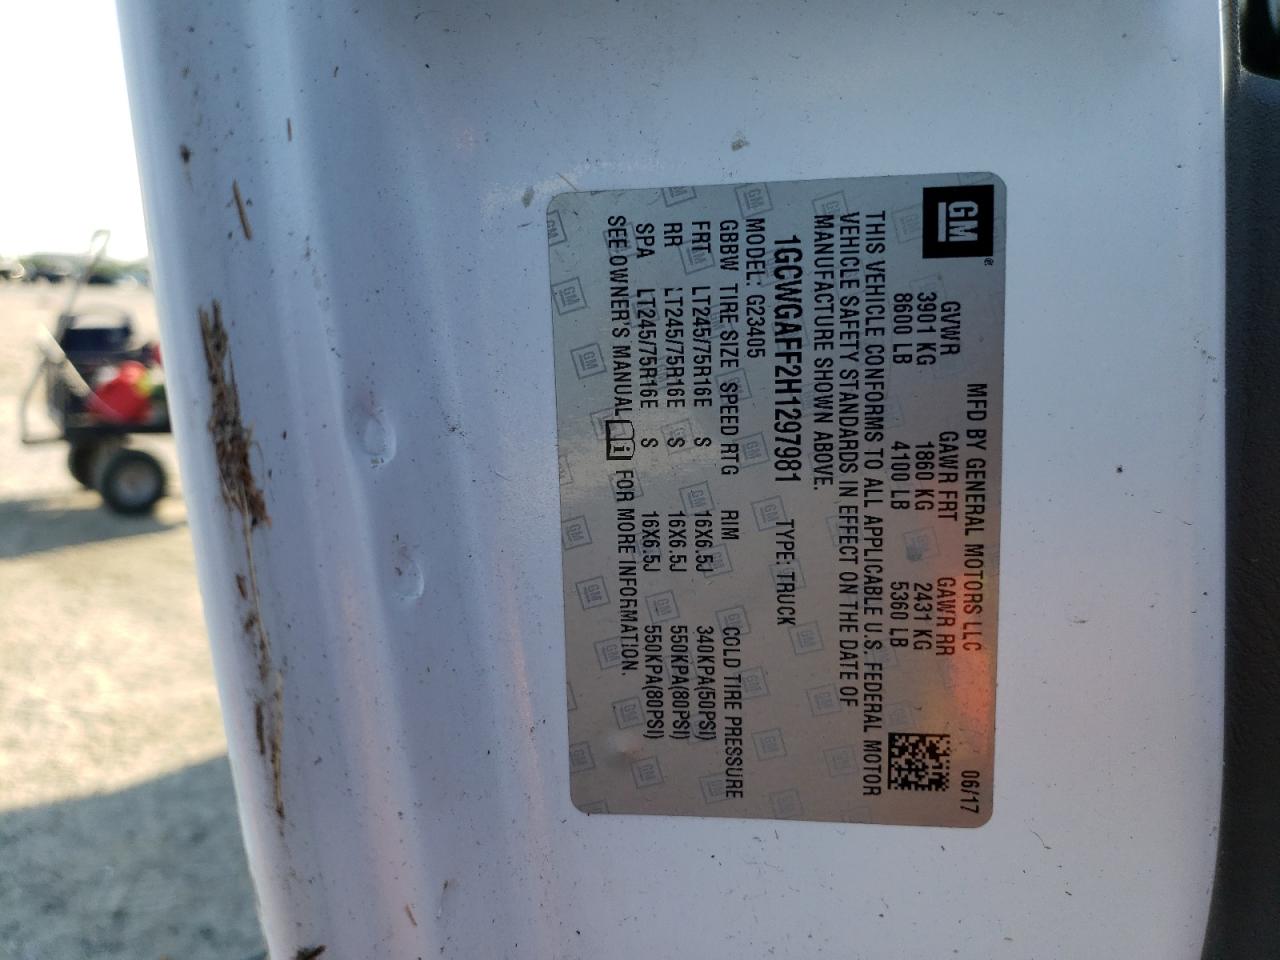 GM®
MFD BY GENERAL MOTORS LLC 06/17
GVWR GAWR FRT GAWR RR
3901 KG 1860 KG 2431 KG
8600 LB 4100 LB 5360 LB
THIS VEHICLE CONFORMS TO ALL APPLICABLE U.S. FEDERAL MOTOR
VEHICLE SAFETY STANDARDS IN EFFECT ON THE DATE OF
MANUFACTURE SHOWN ABOVE.
1GCWGAFF2H1297981 TYPE: TRUCK
MODEL: G23405
GBBW TIRE SIZE SPEED RTG RIM COLD TIRE PRESSURE
FRT LT245/75R16E S 16X6.5J 340KPA(50PSI)
RR LT245/75R16E S 16X6.5J 550KPA(80PSI)
SPA LT245/75R16E S 16X6.5J 550KPA(80PSI)
SEE OWNER'S MANUAL i FOR MORE INFORMATION.